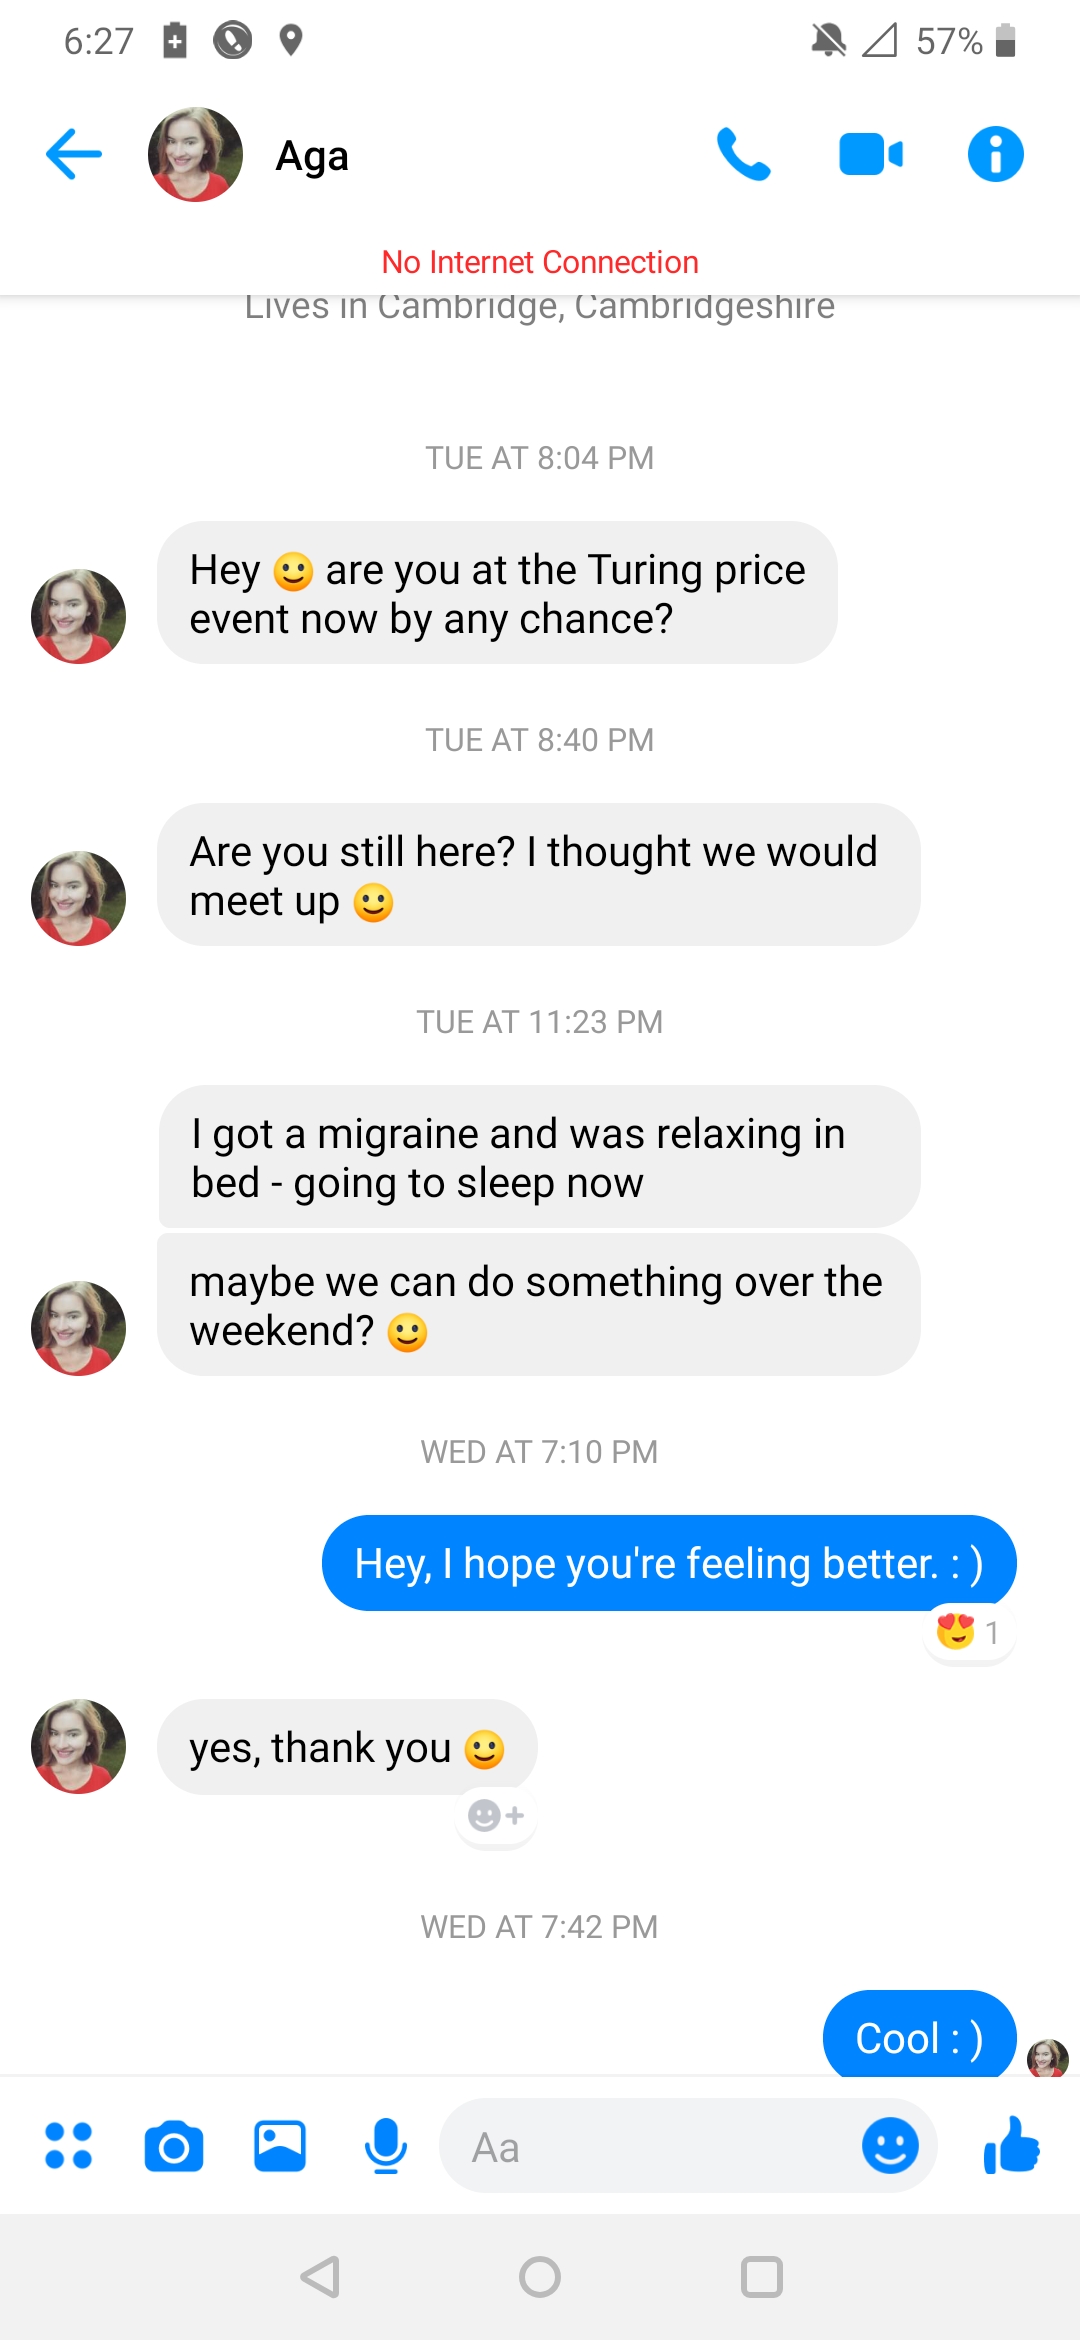 6:27
57%
Aga
No Internet Connection
Lives in Cambridge, Cambridgeshire
TUE AT 8:04 PM
Hey 🙂 are you at the Turing price
event now by any chance?
TUE AT 8:40 PM
Are you still here? I thought we would
meet up 🙂
TUE AT 11:23 PM
I got a migraine and was relaxing in
bed - going to sleep now
maybe we can do something over the
weekend? 🙂
WED AT 7:10 PM
Hey, I hope you're feeling better. : )
😍 1
yes, thank you 🙂
WED AT 7:42 PM
Cool : )
Aa